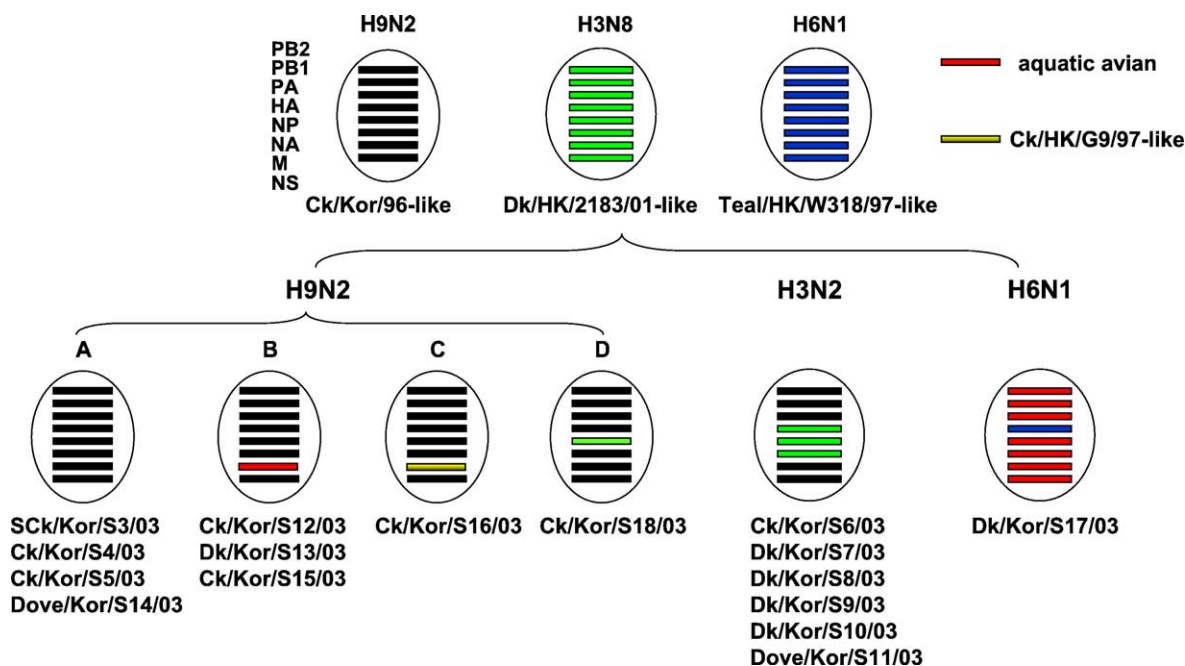 H9N2
H3N8
H6N1
PB2
PB1
PA
HA
NP
NA
M
NS
aquatic avian
Ck/HK/G9/97-like
Ck/Kor/96-like
Dk/HK/2183/01-like
Teal/HK/W318/97-like
H9N2
H3N2
H6N1
A
B
C
D
SCk/Kor/S3/03
Ck/Kor/S4/03
Ck/Kor/S5/03
Dove/Kor/S14/03
Ck/Kor/S12/03
Dk/Kor/S13/03
Ck/Kor/S15/03
Ck/Kor/S16/03
Ck/Kor/S18/03
Ck/Kor/S6/03
Dk/Kor/S7/03
Dk/Kor/S8/03
Dk/Kor/S9/03
Dk/Kor/S10/03
Dove/Kor/S11/03
Dk/Kor/S17/03